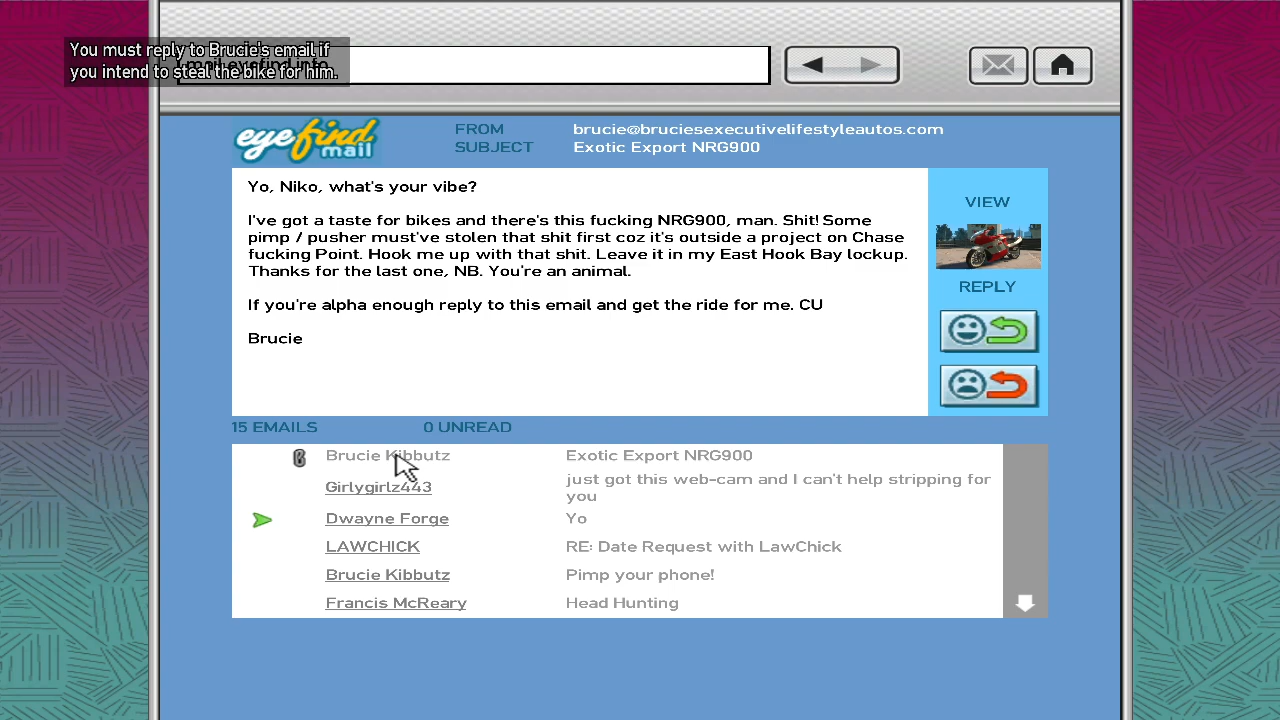 You must reply to Brucie's email if
you intend to steal the bike for him.
eyefind
mail
FROM brucie@bruciesexecutivelifestyleautos.com
SUBJECT Exotic Export NRG900
Yo, Niko, what's your vibe?
I've got a taste for bikes and there's this fucking NRG900, man. Shit! Some
pimp / pusher must've stolen that shit first coz it's outside a project on Chase
fucking Point. Hook me up with that shit. Leave it in my East Hook Bay lockup.
Thanks for the last one, NB. You're an animal.
If you're alpha enough reply to this email and get the ride for me. CU
Brucie
VIEW
REPLY
15 EMAILS 0 UNREAD
Brucie Kibbutz Exotic Export NRG900
Girlygirlz443 just got this web-cam and I can't help stripping for
you
Dwayne Forge Yo
LAWCHICK RE: Date Request with LawChick
Brucie Kibbutz Pimp your phone!
Francis McReary Head Hunting